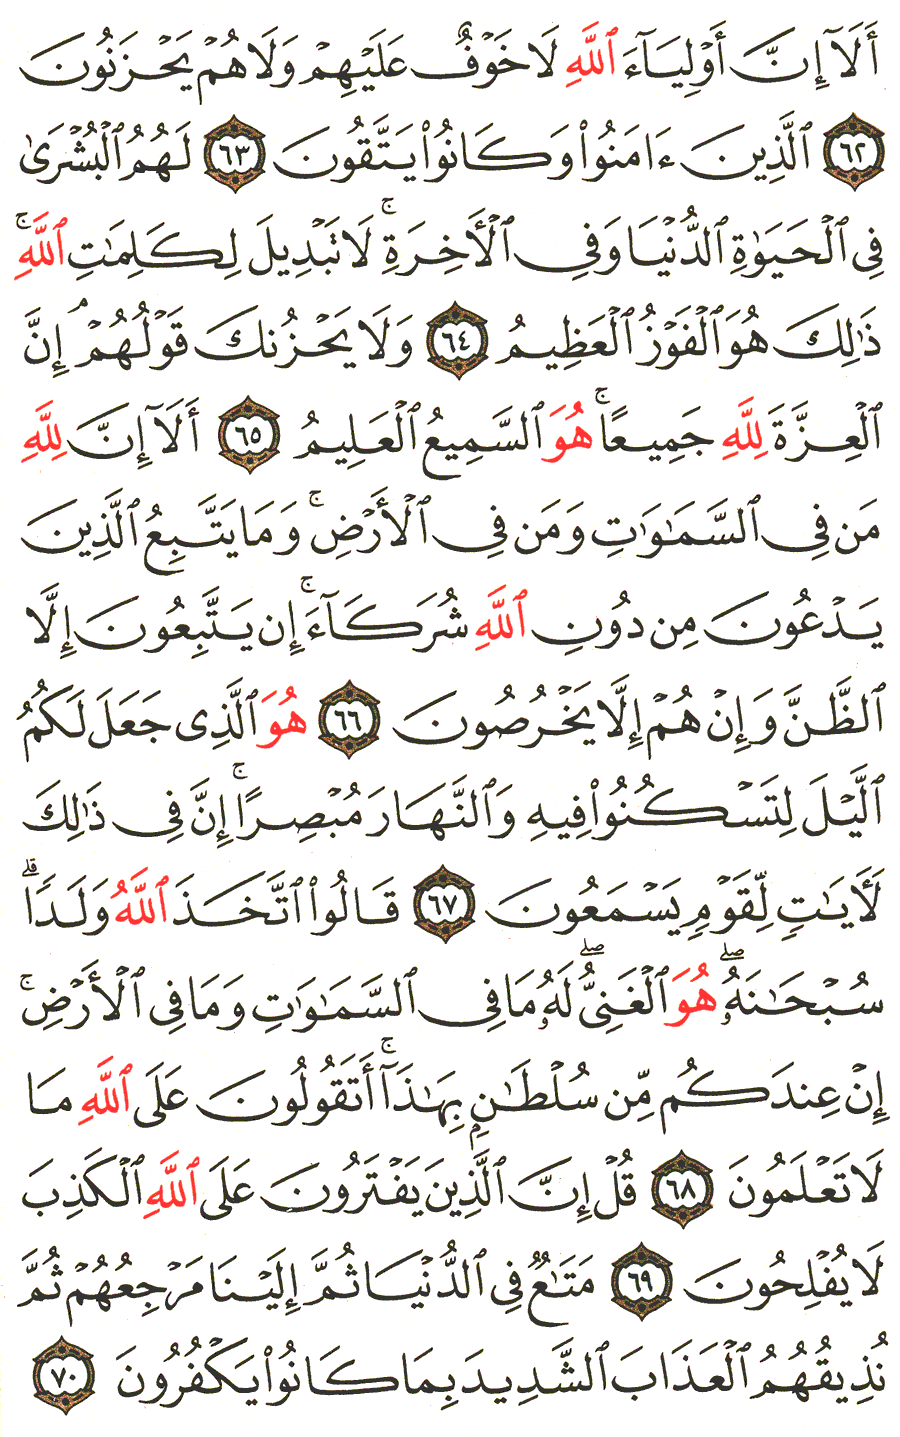 أَلَآ إِنَّ أَوْلِيَآءَ ٱللَّهِ لَا خَوْفٌ عَلَيْهِمْ وَلَا هُمْ يَحْزَنُونَ
٦٢ ٱلَّذِينَ ءَامَنُوا۟ وَكَانُوا۟ يَتَّقُونَ ٦٣ لَهُمُ ٱلْبُشْرَىٰ
فِى ٱلْحَيَوٰةِ ٱلدُّنْيَا وَفِى ٱلْأَخِرَةِ ۚ لَا تَبْدِيلَ لِكَلِمَٰتِ ٱللَّهِ ۚ
ذَٰلِكَ هُوَ ٱلْفَوْزُ ٱلْعَظِيمُ ٦٤ وَلَا يَحْزُنكَ قَوْلُهُمْ ۘ إِنَّ
ٱلْعِزَّةَ لِلَّهِ جَمِيعًا ۚ هُوَ ٱلسَّمِيعُ ٱلْعَلِيمُ ٦٥ أَلَآ إِنَّ لِلَّهِ
مَن فِى ٱلسَّمَٰوَٰتِ وَمَن فِى ٱلْأَرْضِ ۚ وَمَا يَتَّبِعُ ٱلَّذِينَ
يَدْعُونَ مِن دُونِ ٱللَّهِ شُرَكَآءَ ۚ إِن يَتَّبِعُونَ إِلَّا
ٱلظَّنَّ وَإِنْ هُمْ إِلَّا يَخْرُصُونَ ٦٦ هُوَ ٱلَّذِى جَعَلَ لَكُمُ
ٱلَّيْلَ لِتَسْكُنُوا۟ فِيهِ وَٱلنَّهَارَ مُبْصِرًا ۚ إِنَّ فِى ذَٰلِكَ
لَأَيَٰتٍ لِّقَوْمٍ يَسْمَعُونَ ٦٧ قَالُوا۟ ٱتَّخَذَ ٱللَّهُ وَلَدًا ۗ
سُبْحَٰنَهُۥ ۖ هُوَ ٱلْغَنِىُّ ۖ لَهُۥ مَا فِى ٱلسَّمَٰوَٰتِ وَمَا فِى ٱلْأَرْضِ ۚ
إِنْ عِندَكُم مِّن سُلْطَٰنٍۭ بِهَٰذَآ ۚ أَتَقُولُونَ عَلَى ٱللَّهِ مَا
لَا تَعْلَمُونَ ٦٨ قُلْ إِنَّ ٱلَّذِينَ يَفْتَرُونَ عَلَى ٱللَّهِ ٱلْكَذِبَ
لَا يُفْلِحُونَ ٦٩ مَتَٰعٌ فِى ٱلدُّنْيَا ثُمَّ إِلَيْنَا مَرْجِعُهُمْ ثُمَّ
نُذِيقُهُمُ ٱلْعَذَابَ ٱلشَّدِيدَ بِمَا كَانُوا۟ يَكْفُرُونَ ٧٠